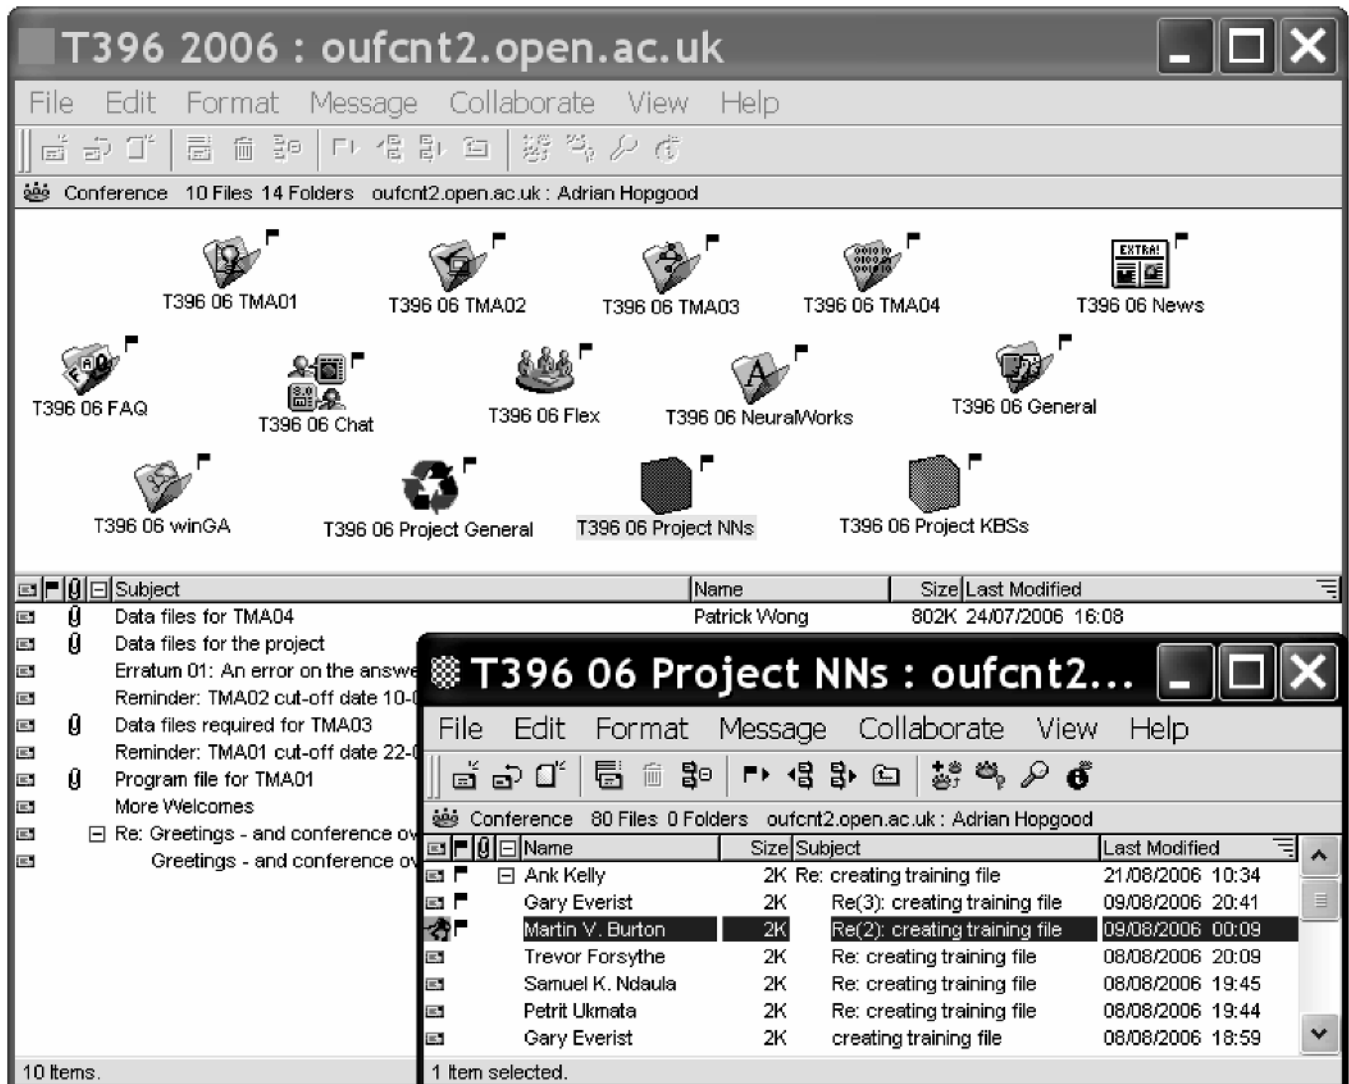 T396 2006 : oufcnt2.open.ac.uk
File Edit Format Message Collaborate View Help
Conference 10 Files 14 Folders oufcnt2.open.ac.uk : Adrian Hopgood
EXTRA!
T396 06 TMA01 T396 06 TMA02 T396 06 TMA03 T396 06 TMA04 T396 06 News
T396 06 FAQ T396 06 Chat T396 06 Flex T396 06 NeuralWorks T396 06 General
T396 06 winGA T396 06 Project General T396 06 Project NNs T396 06 Project KBSs
Subject Name Size Last Modified
Data files for TMA04 Patrick Wong 802K 24/07/2006 16:08
Data files for the project
Erratum 01: An error on the answe
Reminder: TMA02 cut-off date 10-0
Data files required for TMA03
Reminder: TMA01 cut-off date 22-0
Program file for TMA01
More Welcomes
Re: Greetings - and conference ov
Greetings - and conference ov
10 Items.
T396 06 Project NNs : oufcnt2...
File Edit Format Message Collaborate View Help
Conference 80 Files 0 Folders oufcnt2.open.ac.uk : Adrian Hopgood
Name Size Subject Last Modified
Ank Kelly 2K Re: creating training file 21/08/2006 10:34
Gary Everist 2K Re(3): creating training file 09/08/2006 20:41
Martin V. Burton 2K Re(2): creating training file 09/08/2006 00:09
Trevor Forsythe 2K Re: creating training file 08/08/2006 20:09
Samuel K. Ndaula 2K Re: creating training file 08/08/2006 19:45
Petrit Ukmata 2K Re: creating training file 08/08/2006 19:44
Gary Everist 2K creating training file 08/08/2006 18:59
1 Item selected.